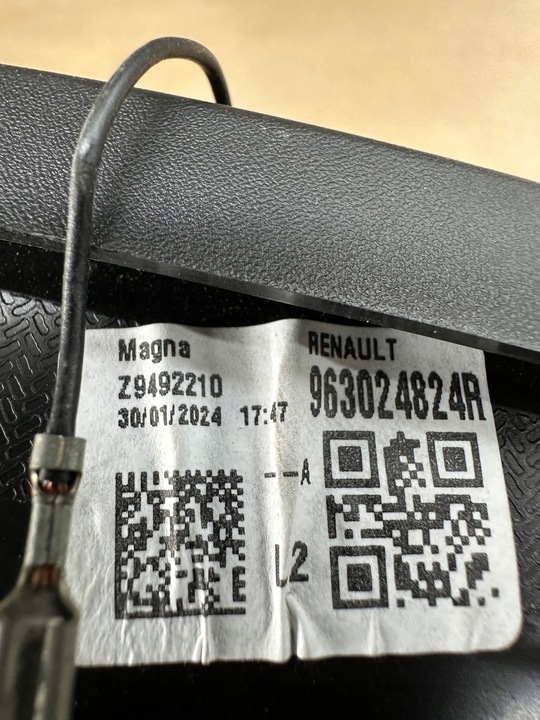 Magna
Z9492210
30/01/2024 17:47
RENAULT
963024824R
--A
L2